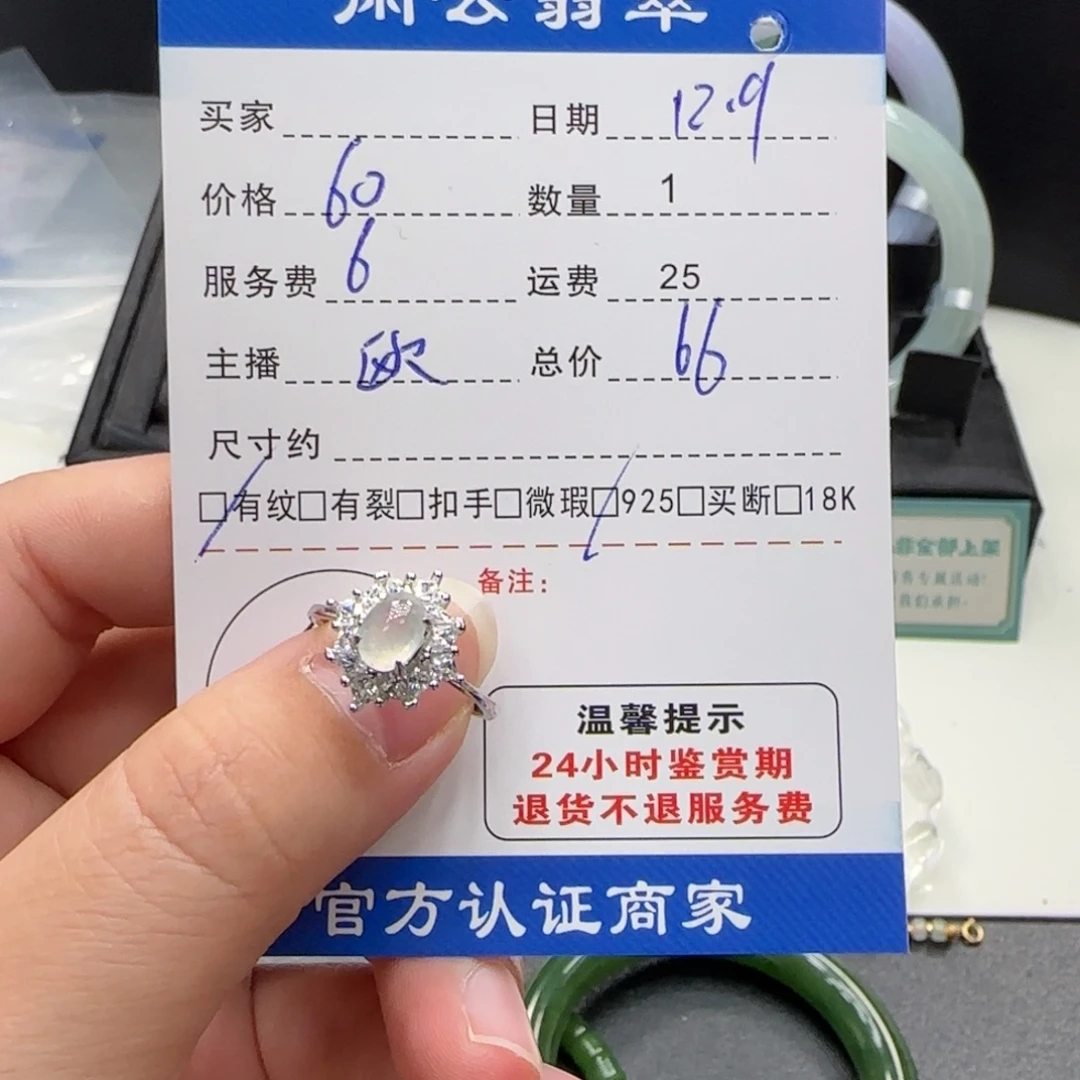 翡翠
买家 日期 12.9
价格 60 数量 1
服务费 6 运费 25
主播 欧 总价 66
尺寸约
□有纹□有裂□扣手□微瑕□925□买断□18K
备注:
温馨提示
24小时鉴赏期
退货不退服务费
官方认证商家